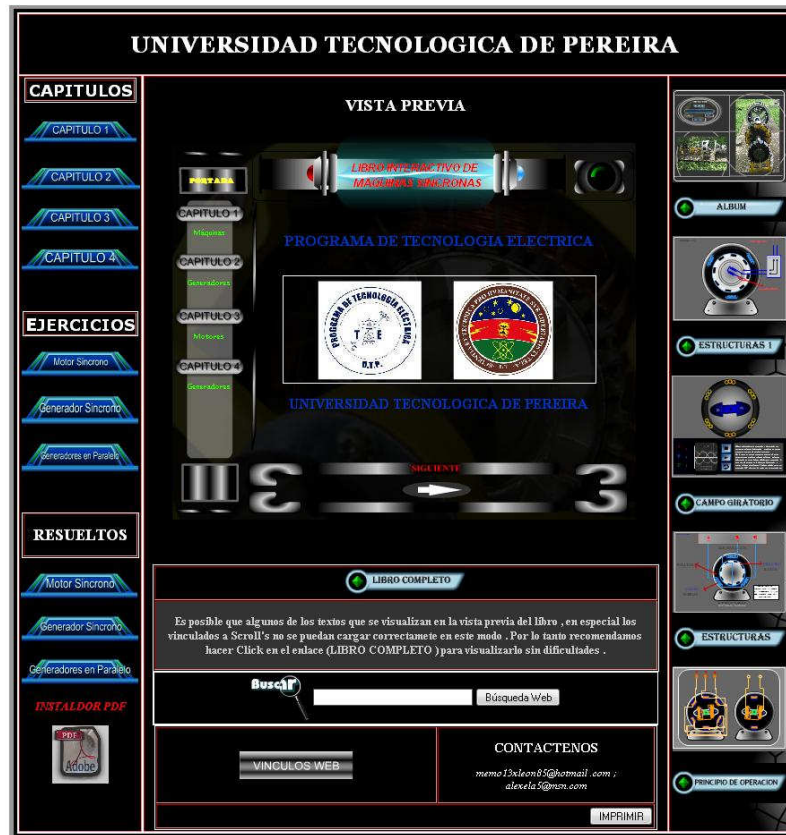 UNIVERSIDAD TECNOLOGICA DE PEREIRA
CAPITULOS
CAPITULO 1
CAPITULO 2
CAPITULO 3
CAPITULO 4
EJERCICIOS
Motor Sincrono
Generador Sincrono
Generadores en Paralelo
RESUELTOS
Motor Sincrono
Generador Sincrono
Generadores en Paralelo
INSTALDOR PDF
PDF
Adobe
VISTA PREVIA
PORTADA
LIBRO INTERACTIVO DE
MAQUINAS SINCRONAS
CAPITULO 1
Máquinas
CAPITULO 2
Generadores
CAPITULO 3
Motores
CAPITULO 4
Generadores
PROGRAMA DE TECNOLOGIA ELECTRICA
PROGRAMA DE TECNOLOGÍA ELÉCTRICA
T E
U.T.P.
UNIVERSIDAD TECNOLOGICA DE PEREIRA
SIGUIENTE
LIBRO COMPLETO
Es posible que algunos de los textos que se visualizan en la vista previa del libro , en especial los
vinculados a Scroll's no se puedan cargar correctamete en este modo . Por lo tanto recomendamos
hacer Click en el enlace (LIBRO COMPLETO ) para visualizarlo sin dificultades .
Buscar
Búsqueda Web
VINCULOS WEB
CONTACTENOS
memo13xleon85@hotmail .com ;
alexela5@msn.com
IMPRIMIR
ALBUM
ESTRUCTURAS 1
CAMPO GIRATORIO
ESTRUCTURAS
PRINCIPIO DE OPERACION